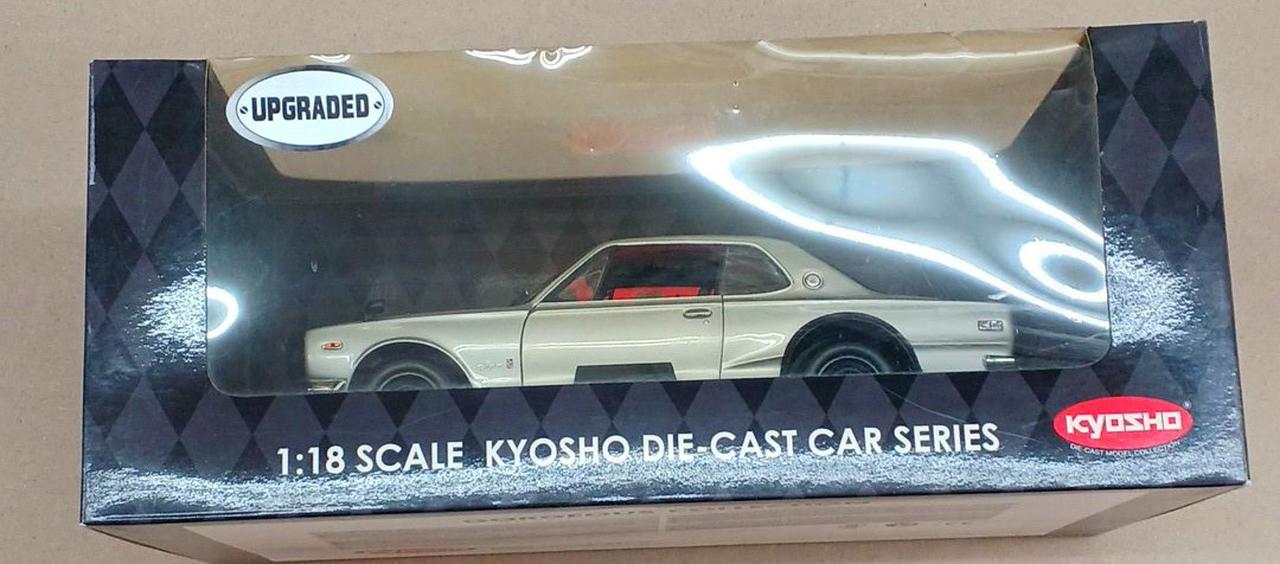 UPGRADED
1:18 SCALE KYOSHO DIE-CAST CAR SERIES
KYOSHO
DIE-CAST MODEL COLLECTION